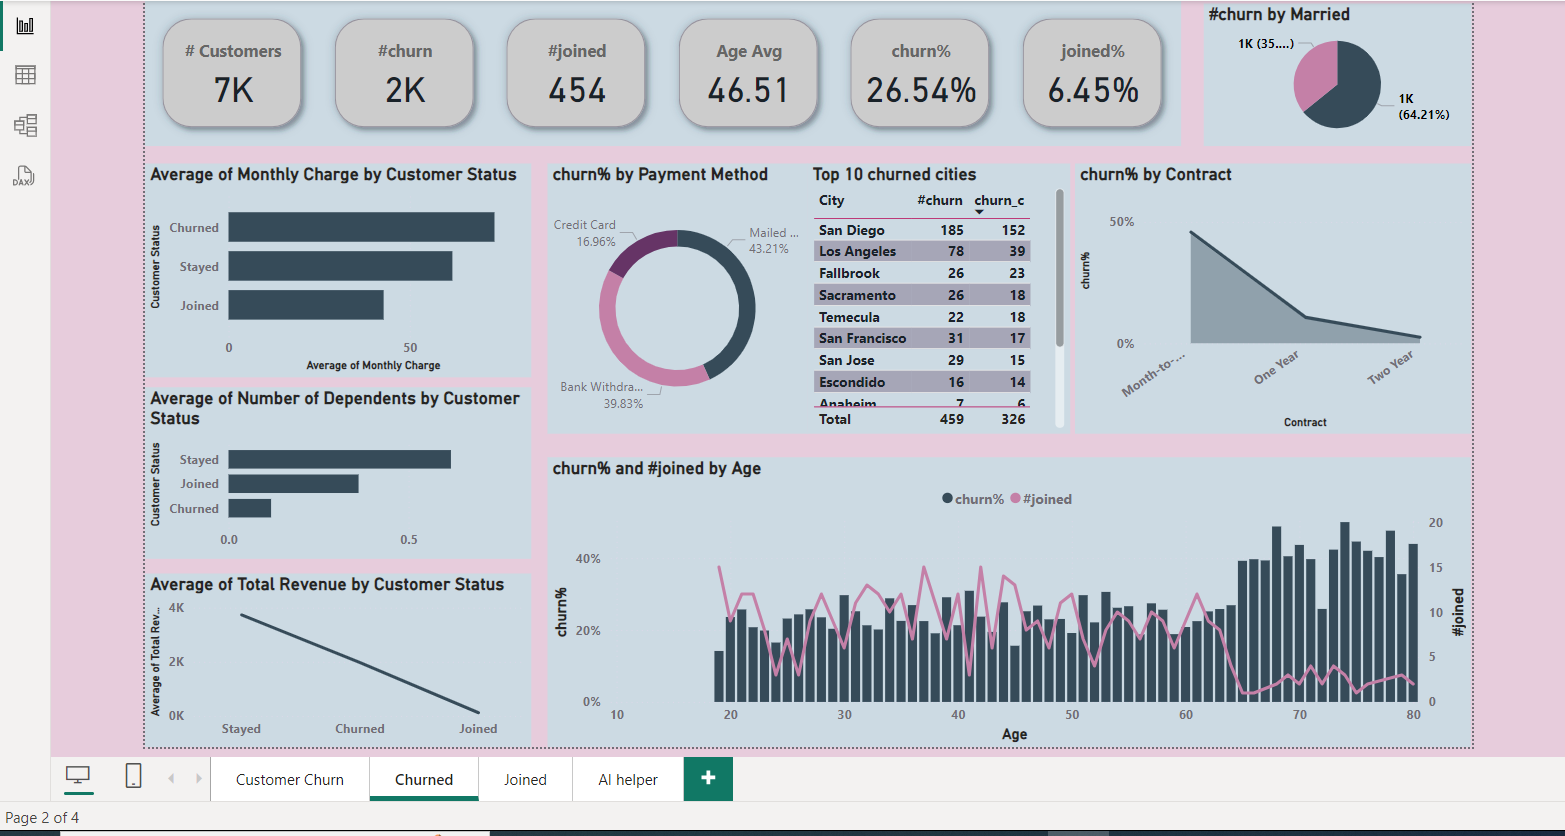 # Customers
7K
#churn
2K
#joined
454
Age Avg
46.51
churn%
26.54%
joined%
6.45%
#churn by Married
1K (35....)
1K
(64.21%)
Average of Monthly Charge by Customer Status
Customer Status
Churned
Stayed
Joined
0
50
Average of Monthly Charge
Average of Number of Dependents by Customer
Status
Customer Status
Stayed
Joined
Churned
0.0
0.5
Average of Total Revenue by Customer Status
Average of Total Rev...
4K
2K
0K
Stayed
Churned
Joined
churn% by Payment Method
Credit Card
16.96%
Mailed ...
43.21%
Bank Withdra...
39.83%
Top 10 churned cities
City #churn churn_c
San Diego 185 152
Los Angeles 78 39
Fallbrook 26 23
Sacramento 26 18
Temecula 22 18
San Francisco 31 17
San Jose 29 15
Escondido 16 14
Anaheim 7 6
Total 459 326
churn% by Contract
churn%
50%
0%
Month-to-...
One Year
Two Year
Contract
churn% and #joined by Age
churn% #joined
churn%
40%
20%
0%
20
15
10
5
0
#joined
10 20 30 40 50 60 70 80
Age
DAX
Customer Churn
Churned
Joined
AI helper
+
Page 2 of 4